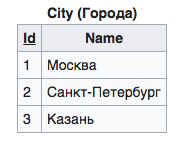 City (Города)
Id Name
1 Москва
2 Санкт-Петербург
3 Казань